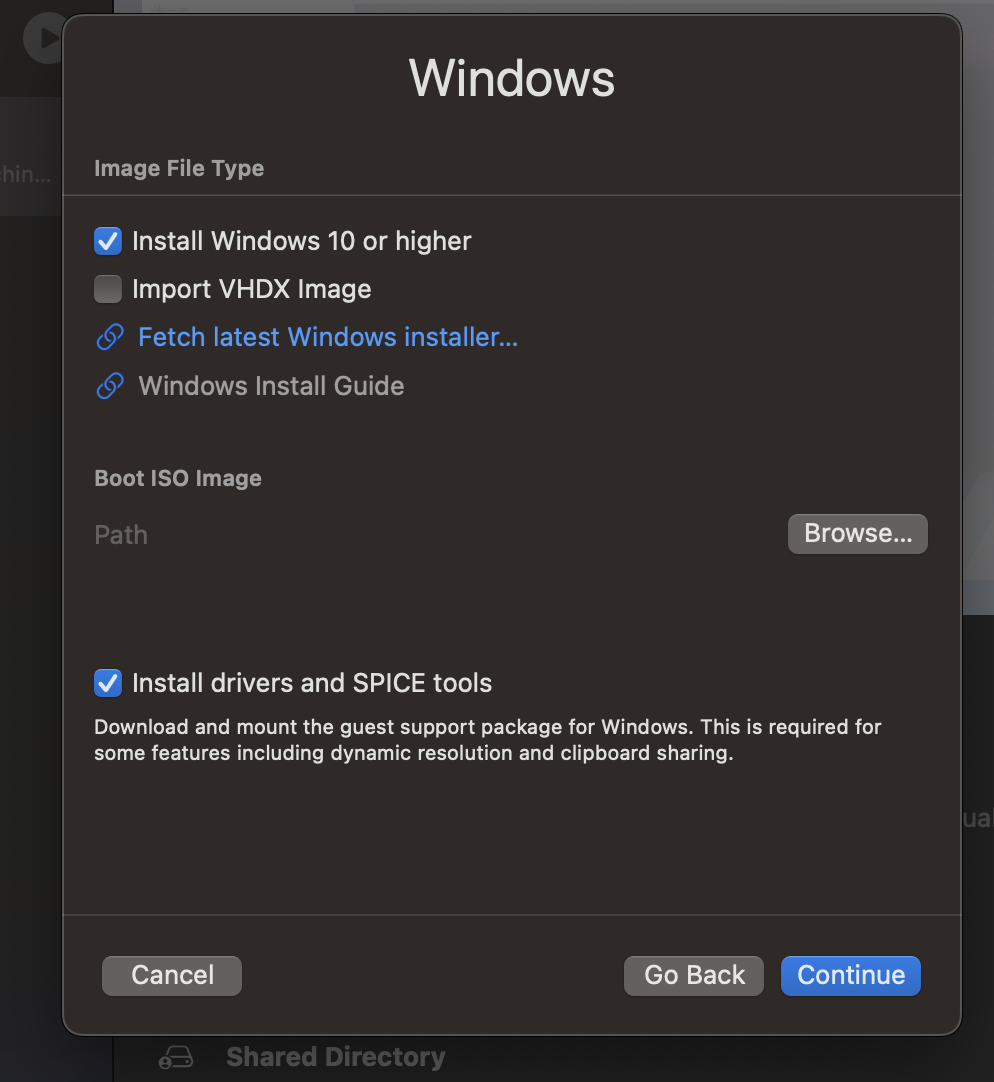 Windows
Image File Type
Install Windows 10 or higher
Import VHDX Image
Fetch latest Windows installer...
Windows Install Guide
Boot ISO Image
Path
Browse...
Install drivers and SPICE tools
Download and mount the guest support package for Windows. This is required for
some features including dynamic resolution and clipboard sharing.
Cancel
Go Back
Continue
Shared Directory